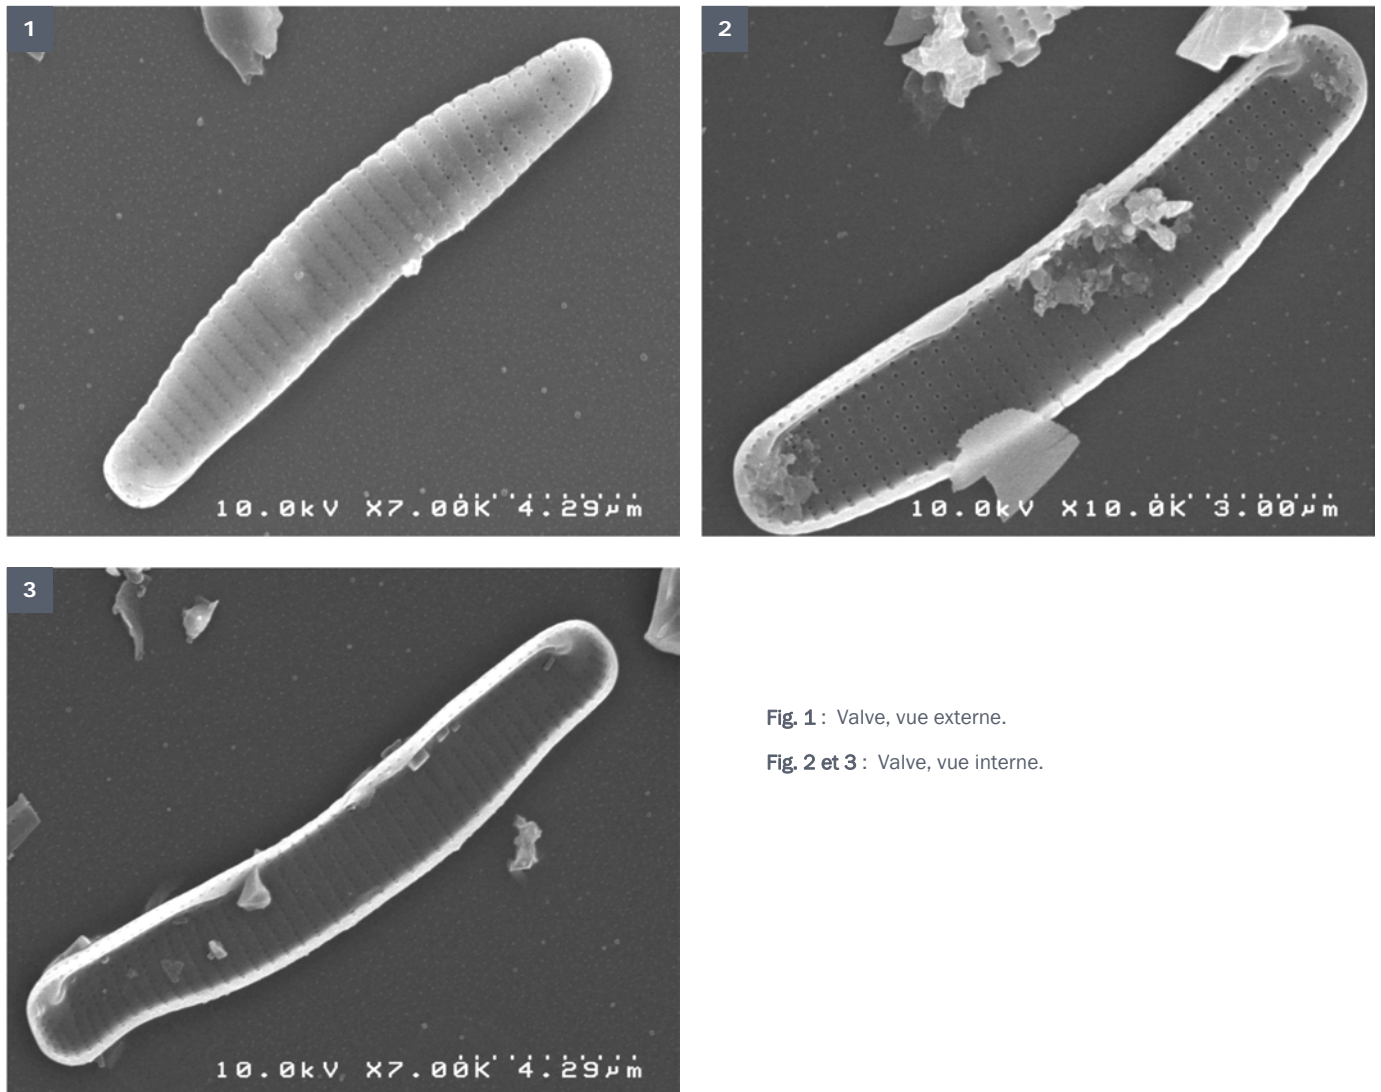 1
10.0kV X7.00K 4.29µm
2
10.0kV X10.0K 3.00µm
3
10.0kV X7.00K 4.29µm
Fig. 1 : Valve, vue externe.
Fig. 2 et 3 : Valve, vue interne.